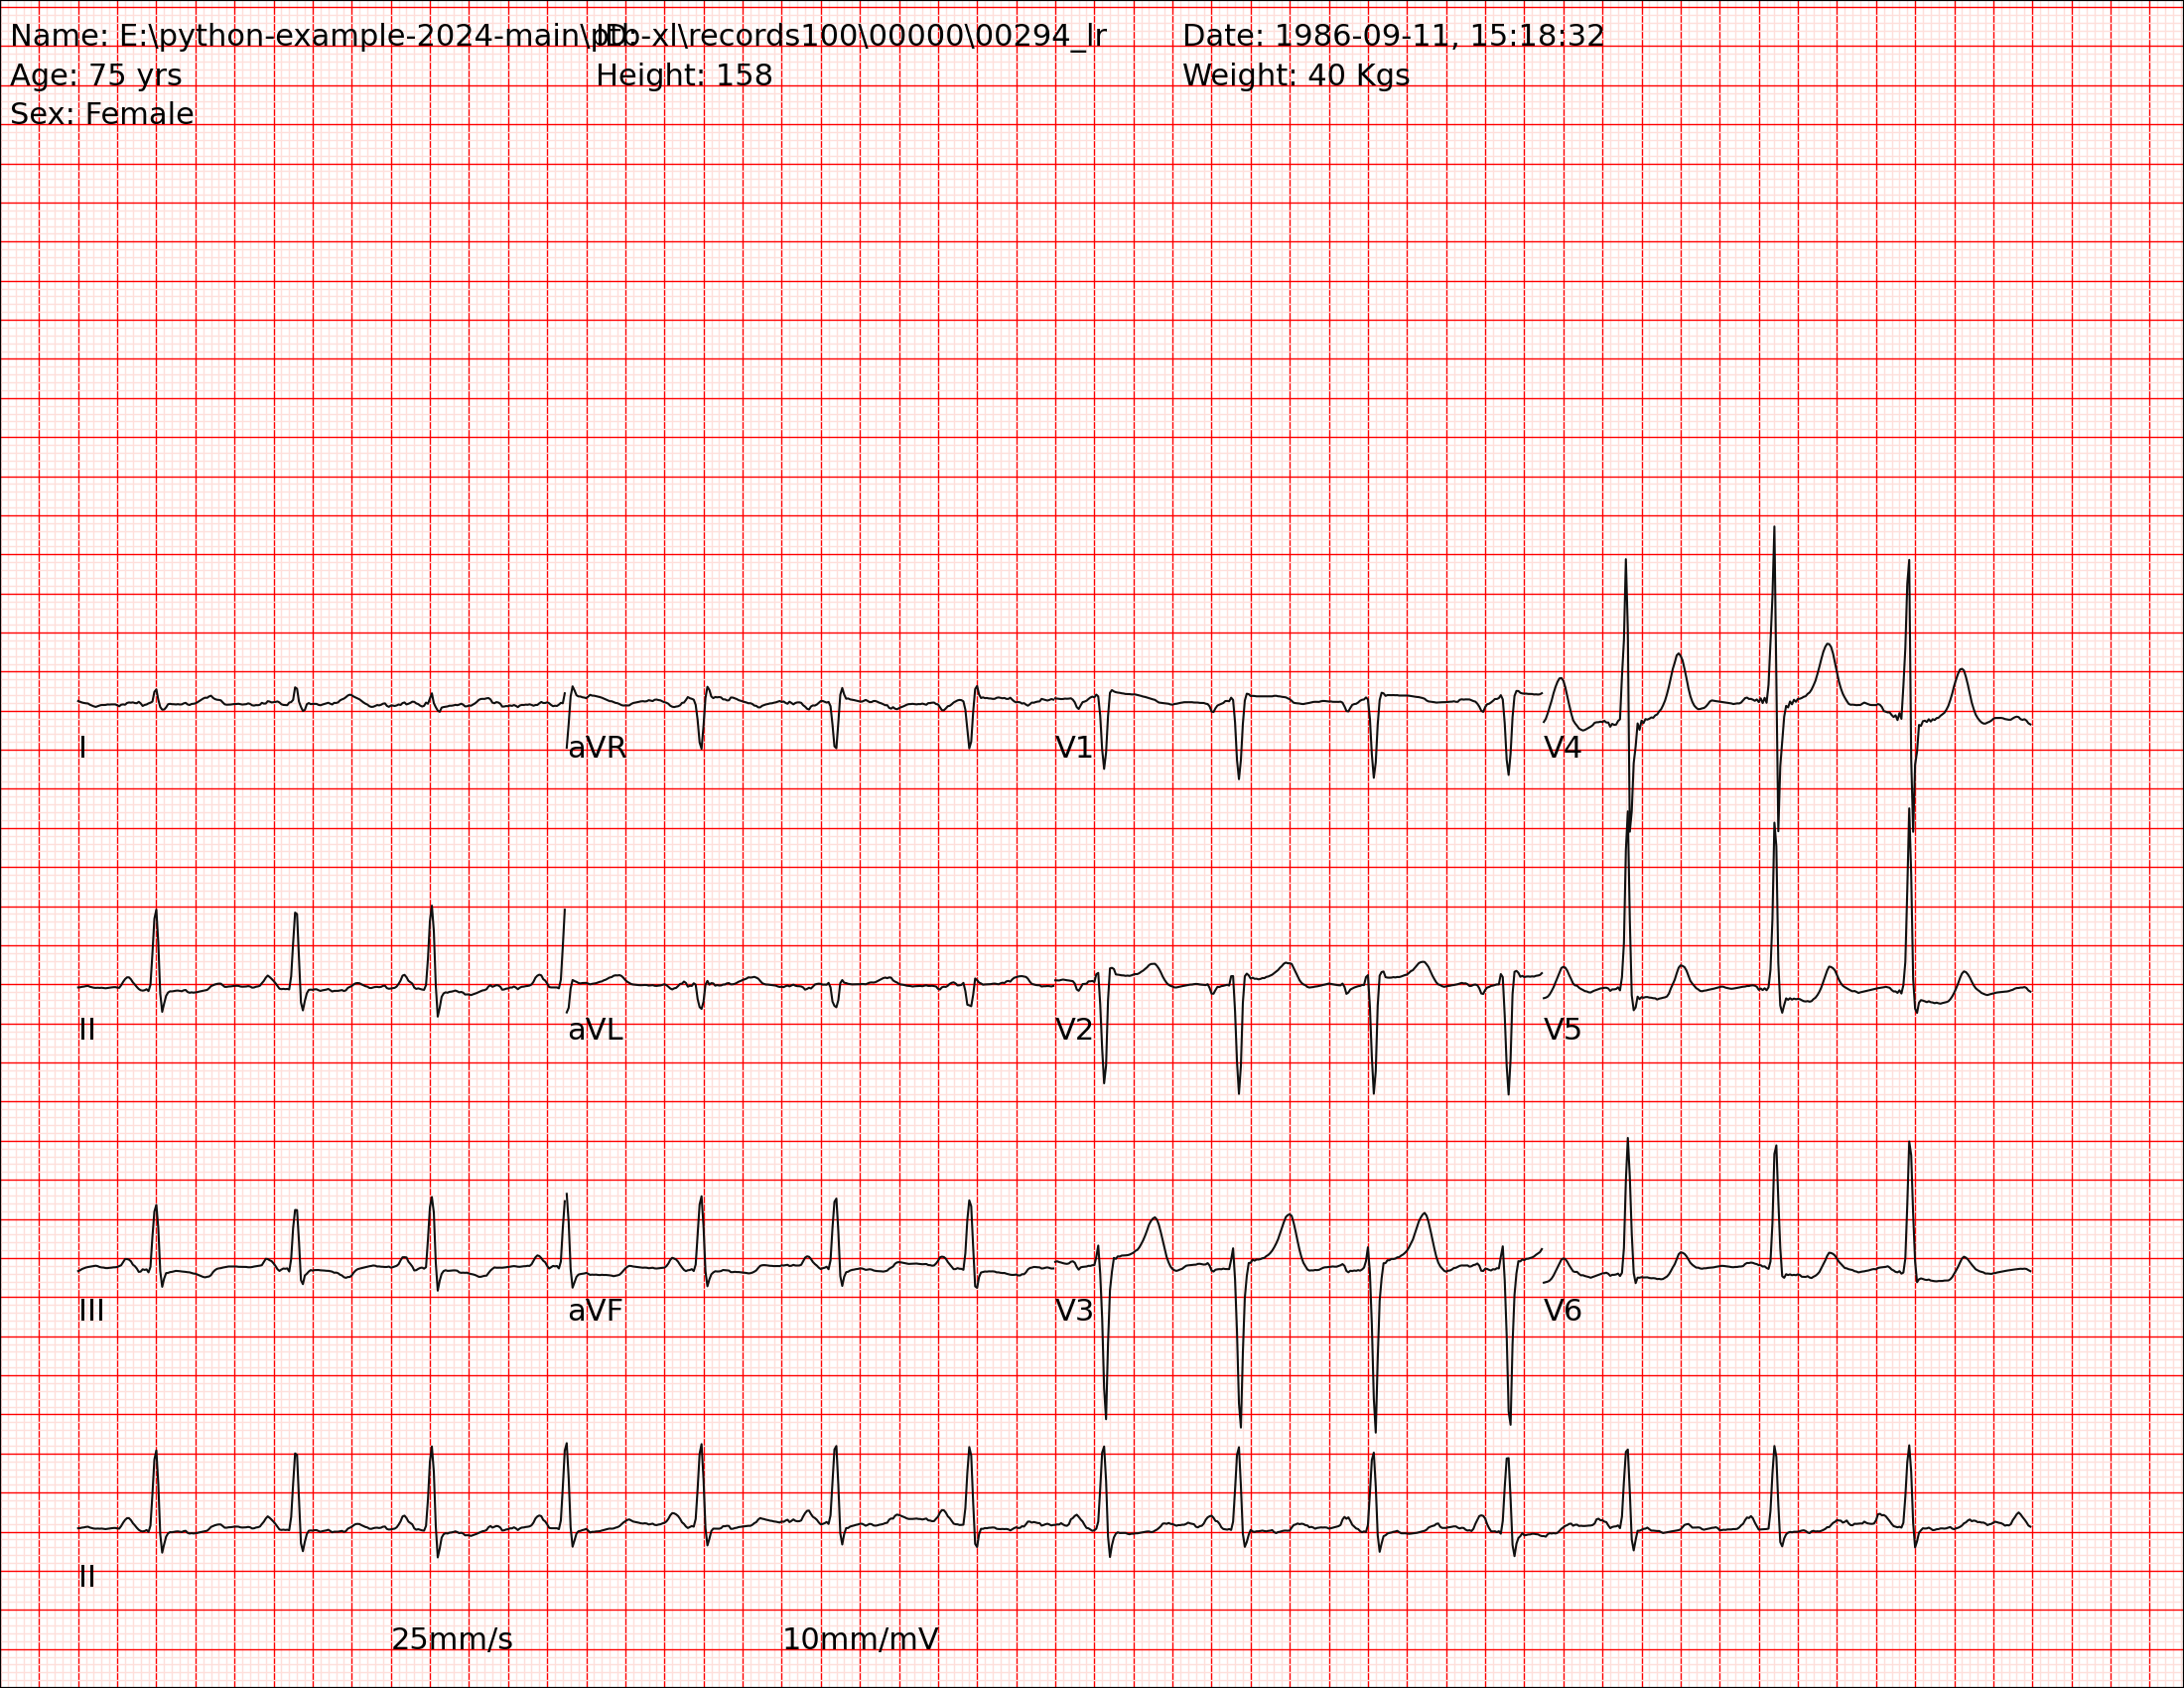 Name: E:\python-example-2024-main\ptb-xl\records100\00000\00294_lr ID: Date: 1986-09-11, 15:18:32
Age: 75 yrs Height: 158 Weight: 40 Kgs
Sex: Female
I aVR V1 V4
II aVL V2 V5
III aVF V3 V6
II
25mm/s 10mm/mV